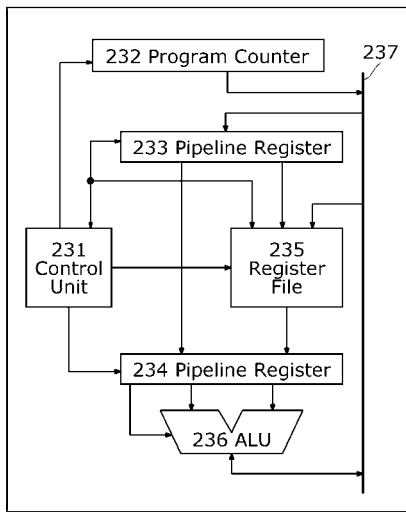 232 Program Counter
237
233 Pipeline Register
231
Control
Unit
235
Register
File
234 Pipeline Register
236 ALU